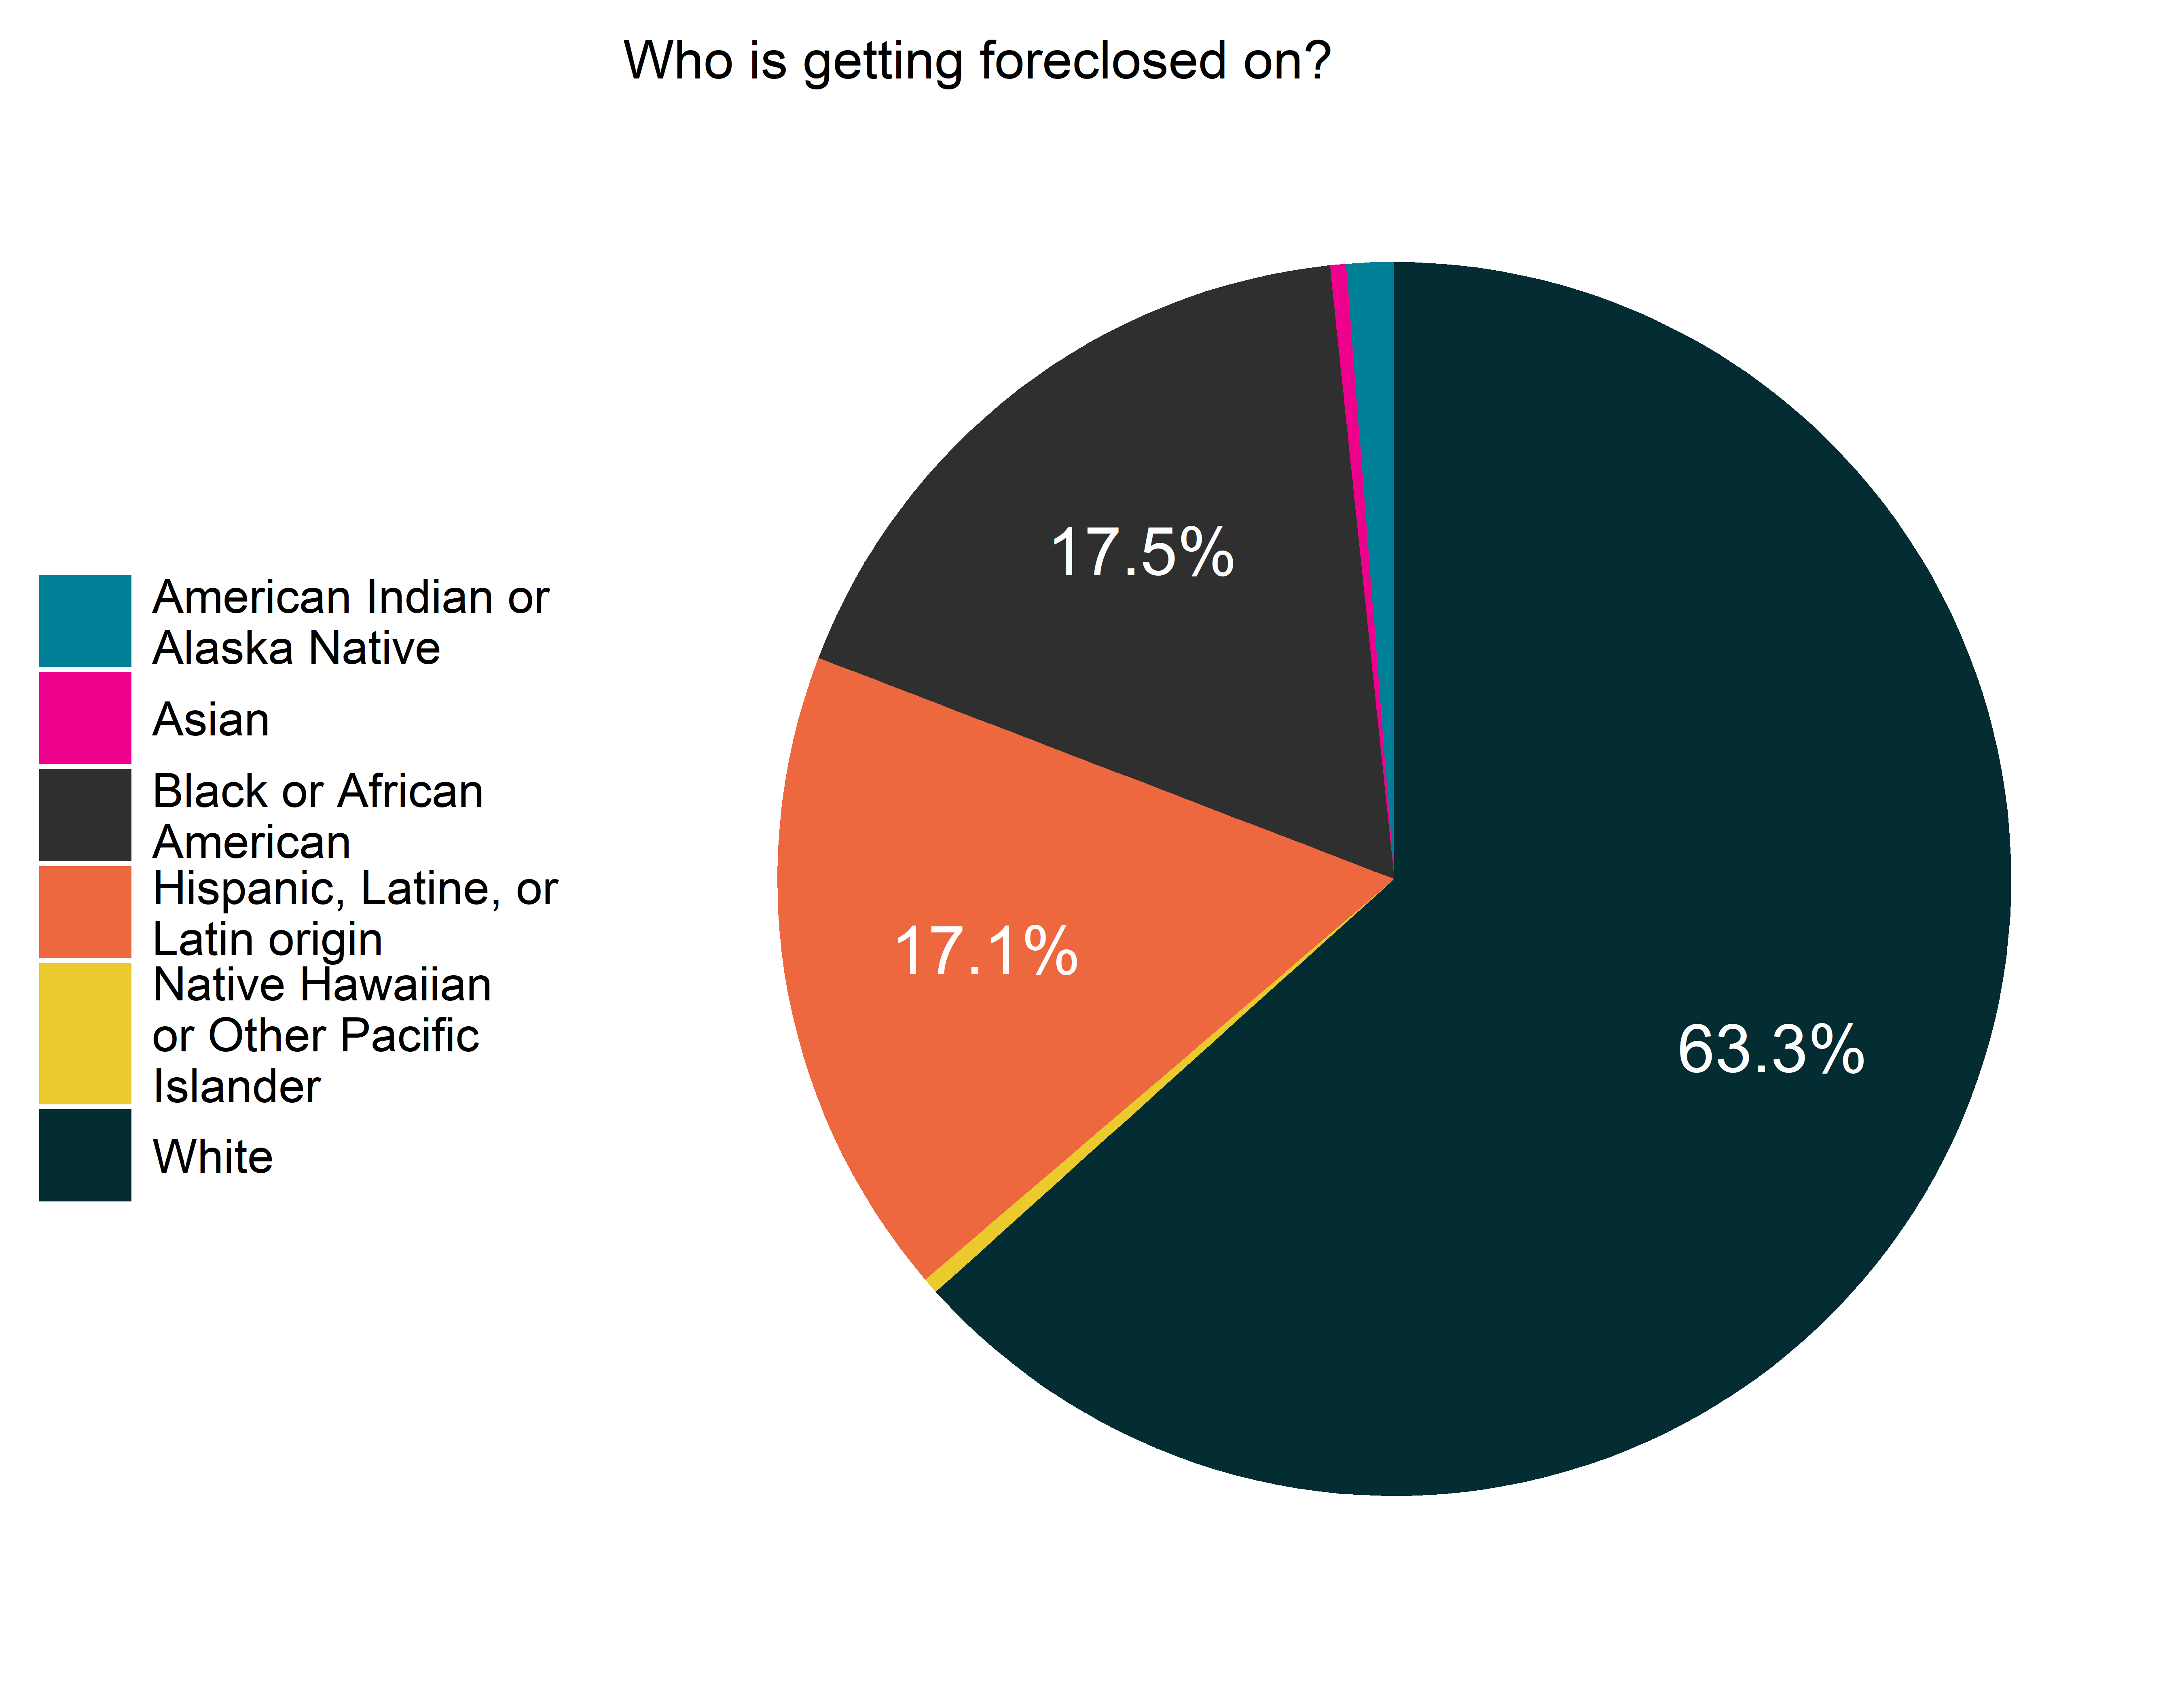 Who is getting foreclosed on?
American Indian or
Alaska Native
Asian
Black or African
American
Hispanic, Latine, or
Latin origin
Native Hawaiian
or Other Pacific
Islander
White
17.5%
17.1%
63.3%